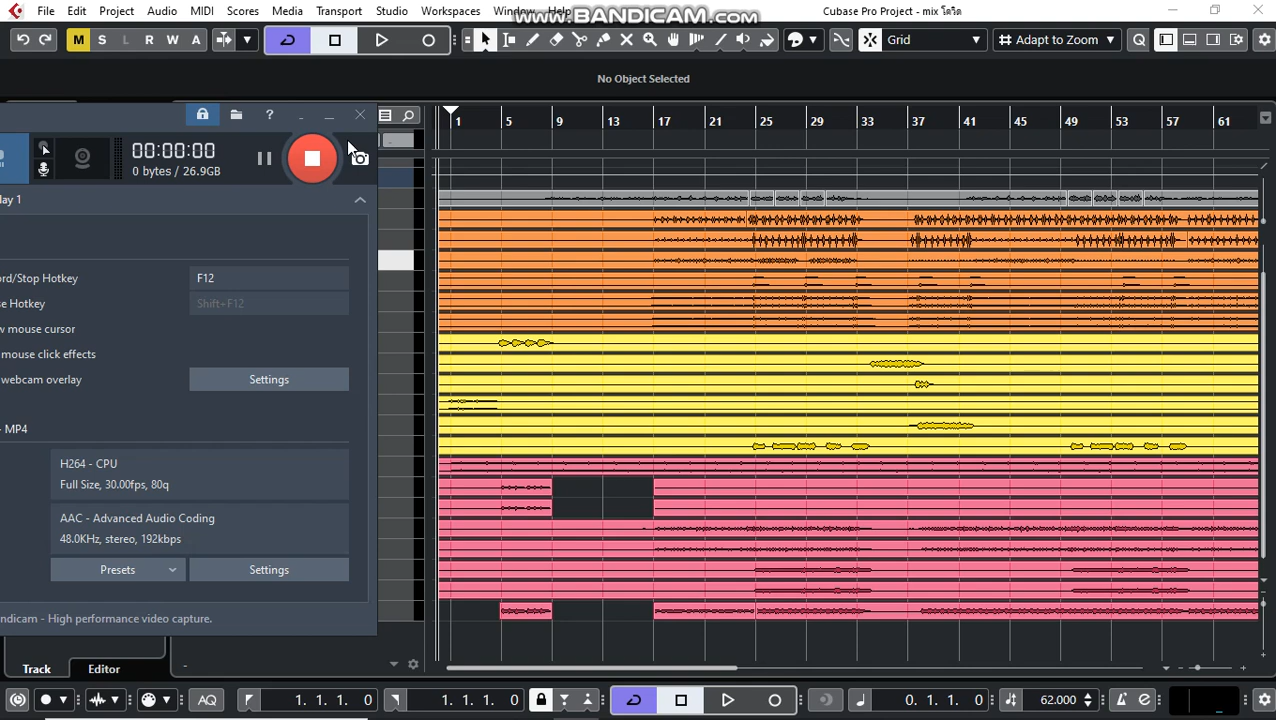 File Edit Project Audio MIDI Scores Media Transport Studio Workspaces Window
www.BANDICAM.com
Cubase Pro Project - mix โควิด
M S L R W A
Grid
Adapt to Zoom
No Object Selected
1 5 9 13 17 21 25 29 33 37 41 45 49 53 57 61
00:00:00
0 bytes / 26.9GB
lay 1
ord/Stop Hotkey
F12
se Hotkey
Shift+F12
w mouse cursor
mouse click effects
webcam overlay
Settings
- MP4
H264 - CPU
Full Size, 30.00fps, 80q
AAC - Advanced Audio Coding
48.0KHz, stereo, 192kbps
Presets
Settings
ndicam - High performance video capture.
Track
Editor
AQ
1. 1. 1. 0
1. 1. 1. 0
0. 1. 1. 0
62.000